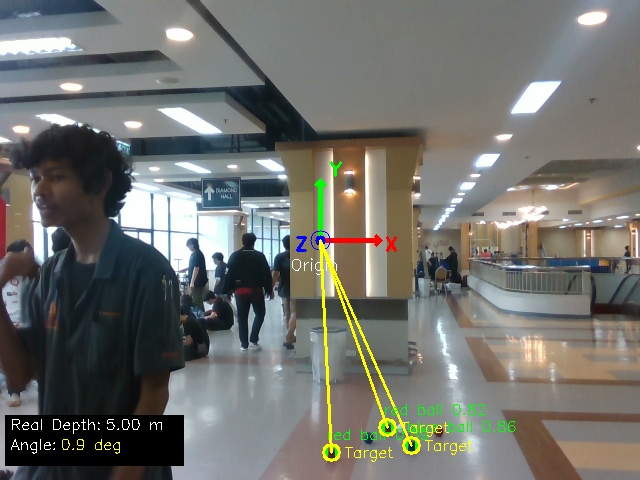 DIAMOND
HALL
Y
Z
X
Origin
red ball 0.82
ball 0.86
ed ball
Target
Target
Target
Real Depth: 5.00 m
Angle: 0.9 deg